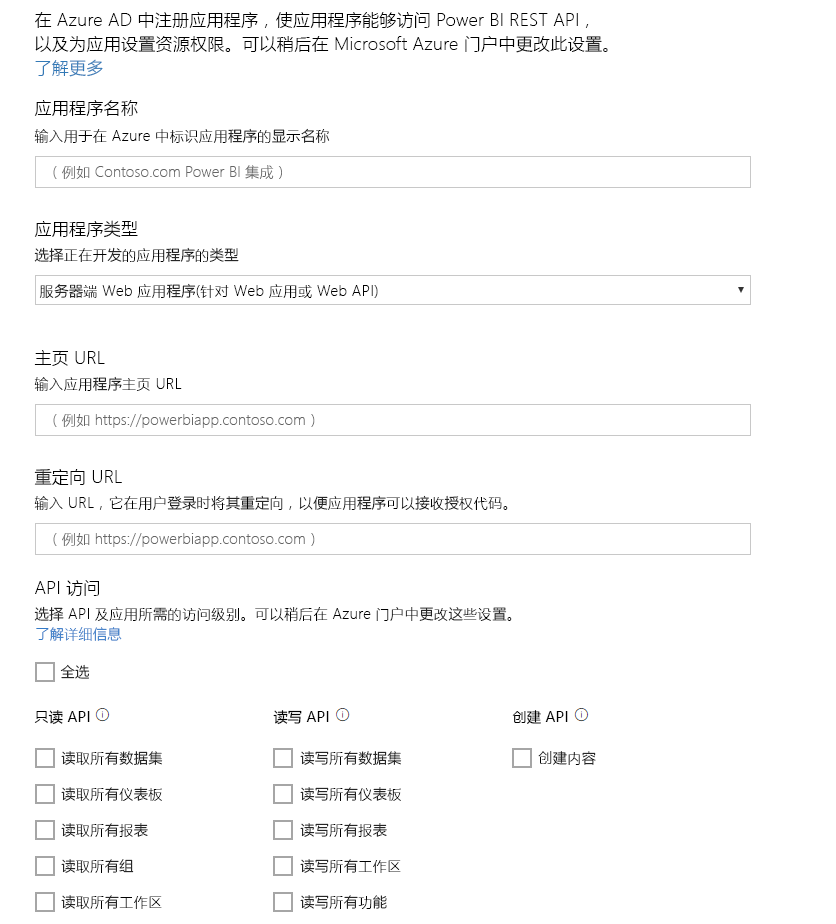 在 Azure AD 中注册应用程序，使应用程序能够访问 Power BI REST API，
以及为应用设置资源权限。可以稍后在 Microsoft Azure 门户中更改此设置。
了解更多
应用程序名称
输入用于在 Azure 中标识应用程序的显示名称
（例如 Contoso.com Power BI 集成）
应用程序类型
选择正在开发的应用程序的类型
服务器端 Web 应用程序(针对 Web 应用或 Web API)
主页 URL
输入应用程序主页 URL
（例如 https://powerbiapp.contoso.com）
重定向 URL
输入 URL，它在用户登录时将其重定向，以便应用程序可以接收授权代码。
（例如 https://powerbiapp.contoso.com）
API 访问
选择 API 及应用所需的访问级别。可以稍后在 Azure 门户中更改这些设置。
了解详细信息
全选
只读 API 读写 API 创建 API
读取所有数据集 读写所有数据集 创建内容
读取所有仪表板 读写所有仪表板
读取所有报表 读写所有报表
读取所有组 读写所有工作区
读取所有工作区 读写所有功能